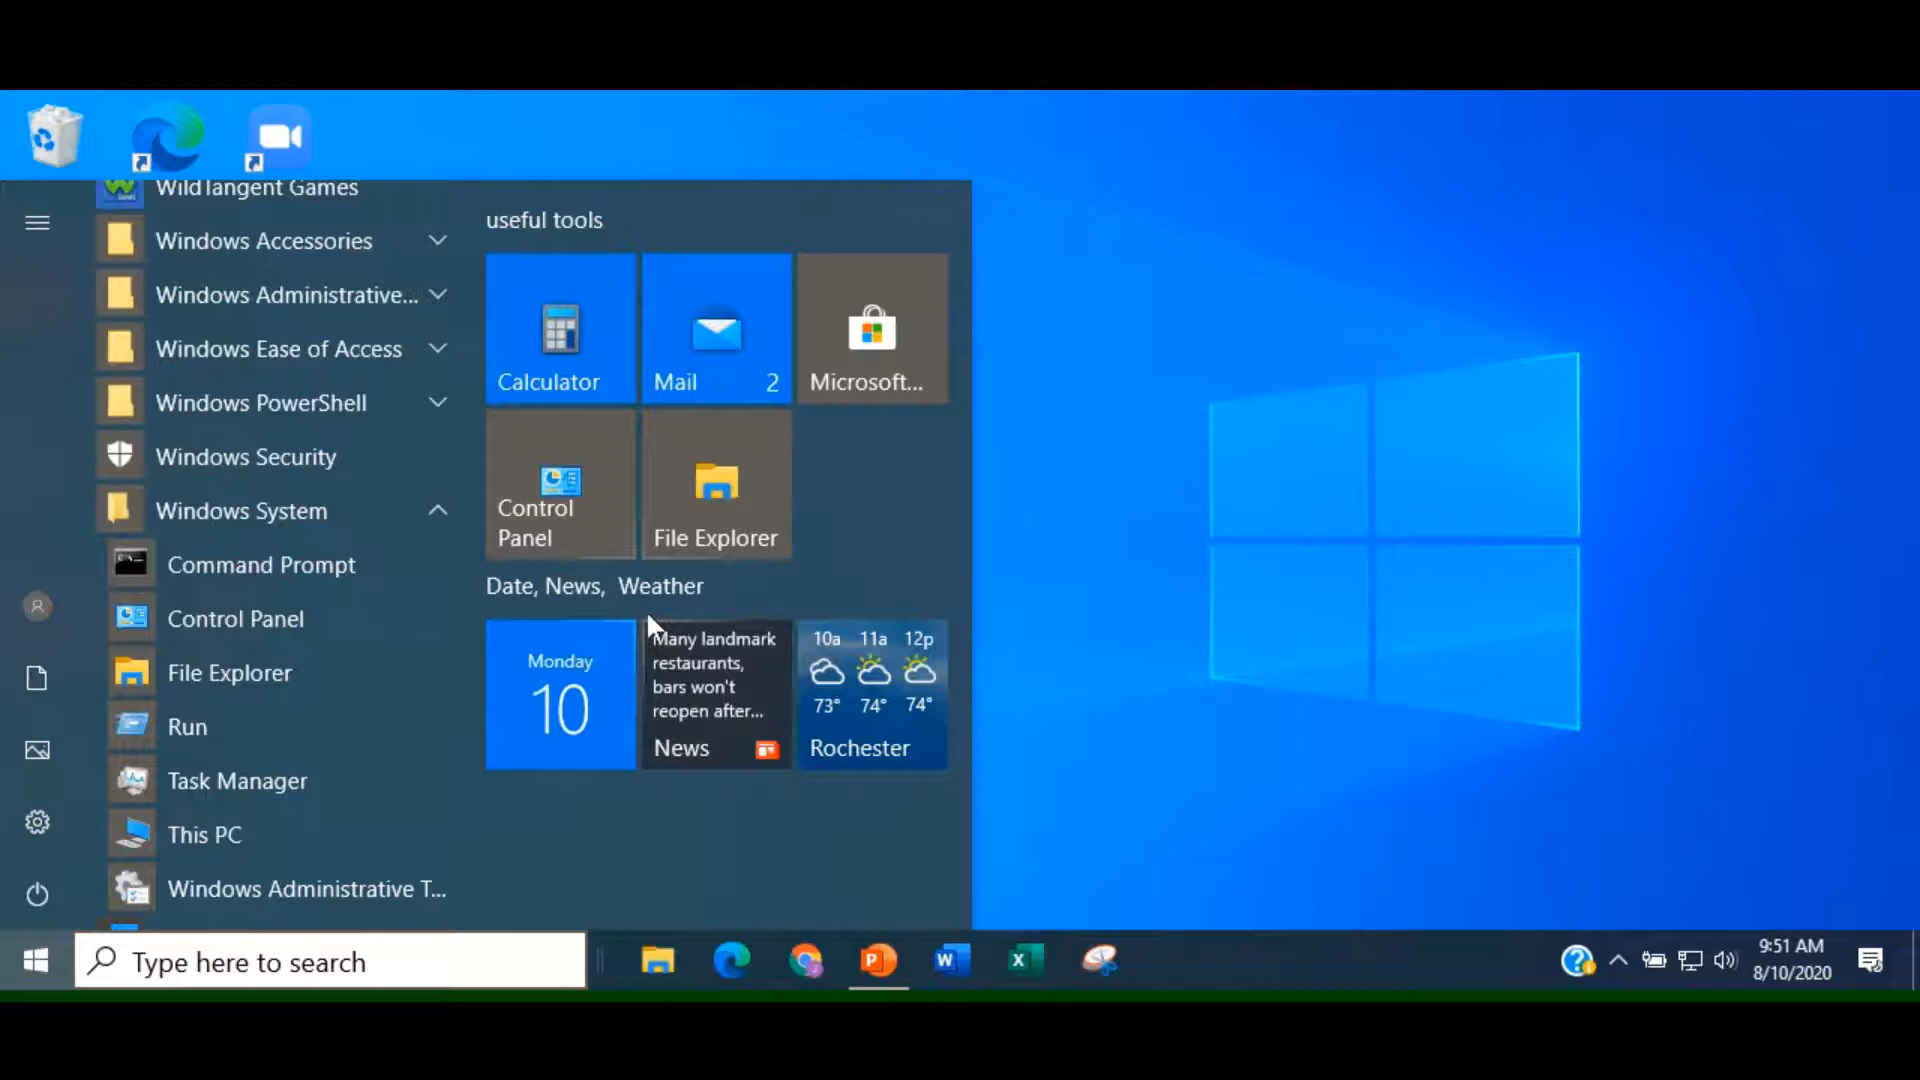 WildTangent Games
Windows Accessories
Windows Administrative...
Windows Ease of Access
Windows PowerShell
Windows Security
Windows System
Command Prompt
Control Panel
File Explorer
Run
Task Manager
This PC
Windows Administrative T...
useful tools
Calculator
Mail 2
Microsoft...
Control
Panel
File Explorer
Date, News, Weather
Monday
10
Many landmark
restaurants,
bars won't
reopen after...
News
10a 11a 12p
73° 74° 74°
Rochester
Type here to search
P
W
X
9:51 AM
8/10/2020